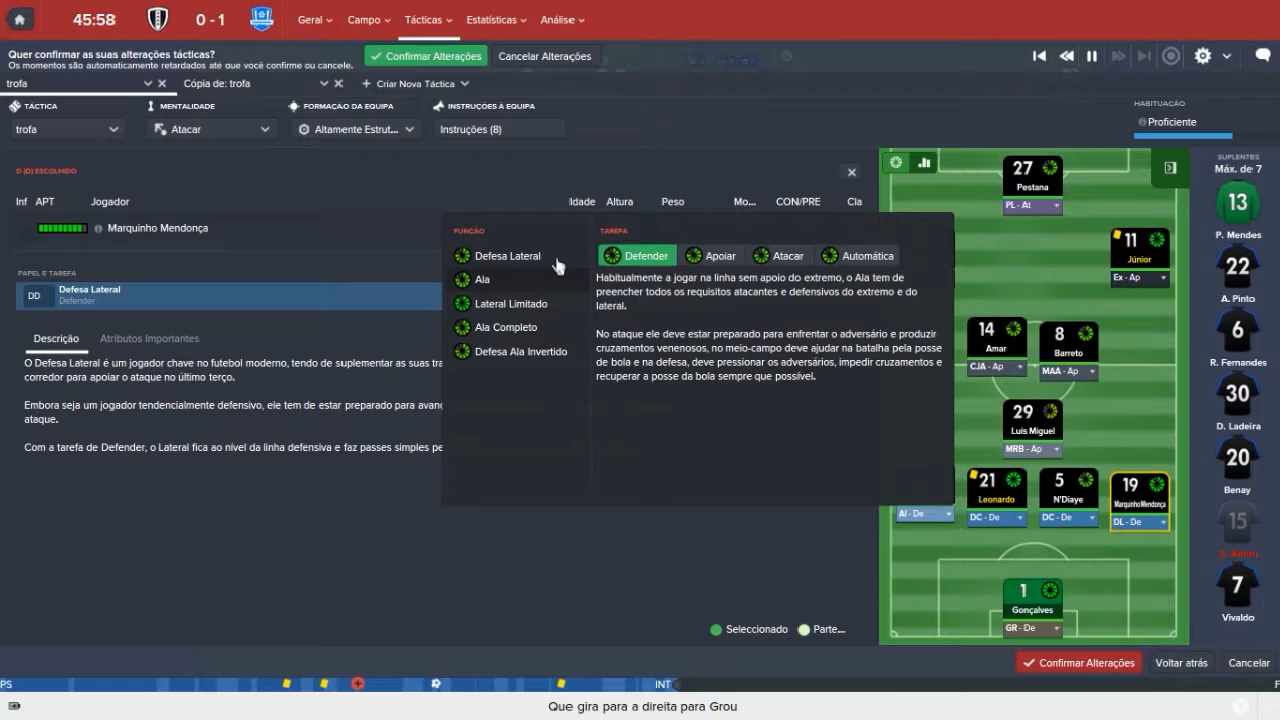 45:58
0 - 1
Geral
Campo
Tácticas
Estatísticas
Análise
Quer confirmar as suas alterações tácticas?
Os momentos são automaticamente retardados até que você confirme ou cancele.
Confirmar Alterações
Cancelar Alterações
trofa
Cópia de: trofa
Criar Nova Táctica
TÁCTICA
MENTALIDADE
FORMAÇÃO DA EQUIPA
INSTRUÇÕES À EQUIPA
HABITUAÇÃO
trofa
Atacar
Altamente Estrut...
Instruções (8)
Proficiente
D (D) ESCOLHIDO
Inf
APT
Jogador
Idade
Altura
Peso
Mo...
CON/PRE
Cla
Marquinho Mendonça
PAPEL E TAREFA
DD
Defesa Lateral
Defender
Descrição
Atributos Importantes
O Defesa Lateral é um jogador chave no futebol moderno, tendo de suplementar as suas tra
corredor para apoiar o ataque no último terço.
Embora seja um jogador tendencialmente defensivo, ele tem de estar preparado para avanç
ataque.
Com a tarefa de Defender, o Lateral fica ao nível da linha defensiva e faz passes simples pe
FUNÇÃO
Defesa Lateral
Ala
Lateral Limitado
Ala Completo
Defesa Ala Invertido
TAREFA
Defender
Apoiar
Atacar
Automática
Habitualmente a jogar na linha sem apoio do extremo, o Ala tem de
preencher todos os requisitos atacantes e defensivos do extremo e do
lateral.
No ataque ele deve estar preparado para enfrentar o adversário e produzir
cruzamentos venenosos, no meio-campo deve ajudar na batalha pela posse
de bola e na defesa, deve pressionar os adversários, impedir cruzamentos e
recuperar a posse da bola sempre que possível.
Seleccionado
Parte...
27
Pestana
PL - At
11
Júnior
Ex - Ap
14
Amar
CJA - Ap
8
Barreto
MAA - Ap
29
Luís Miguel
MRB - Ap
Al - De
21
Leonardo
DC - De
5
N'Diaye
DC - De
19
Marquinho Mendonça
DL - De
1
Gonçalves
GR - De
SUPLENTES
Máx. de 7
13
P. Mendes
22
A. Pinto
6
R. Fernandes
30
D. Ladeira
20
Benay
15
7
Vivaldo
Confirmar Alterações
Voltar atrás
Cancelar
PS
INT
F
Que gira para a direita para Grou